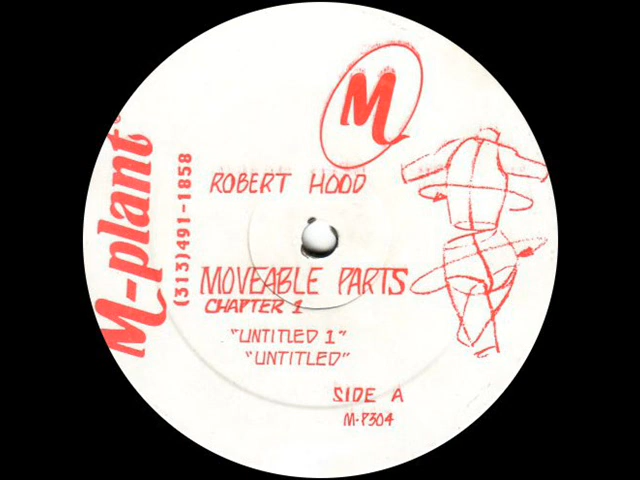 M
ROBERT HOOD
M-plant
(313)491-1858
MOVEABLE PARTS
CHAPTER 1
"UNTITLED 1"
"UNTITLED"
SIDE A
M-P304